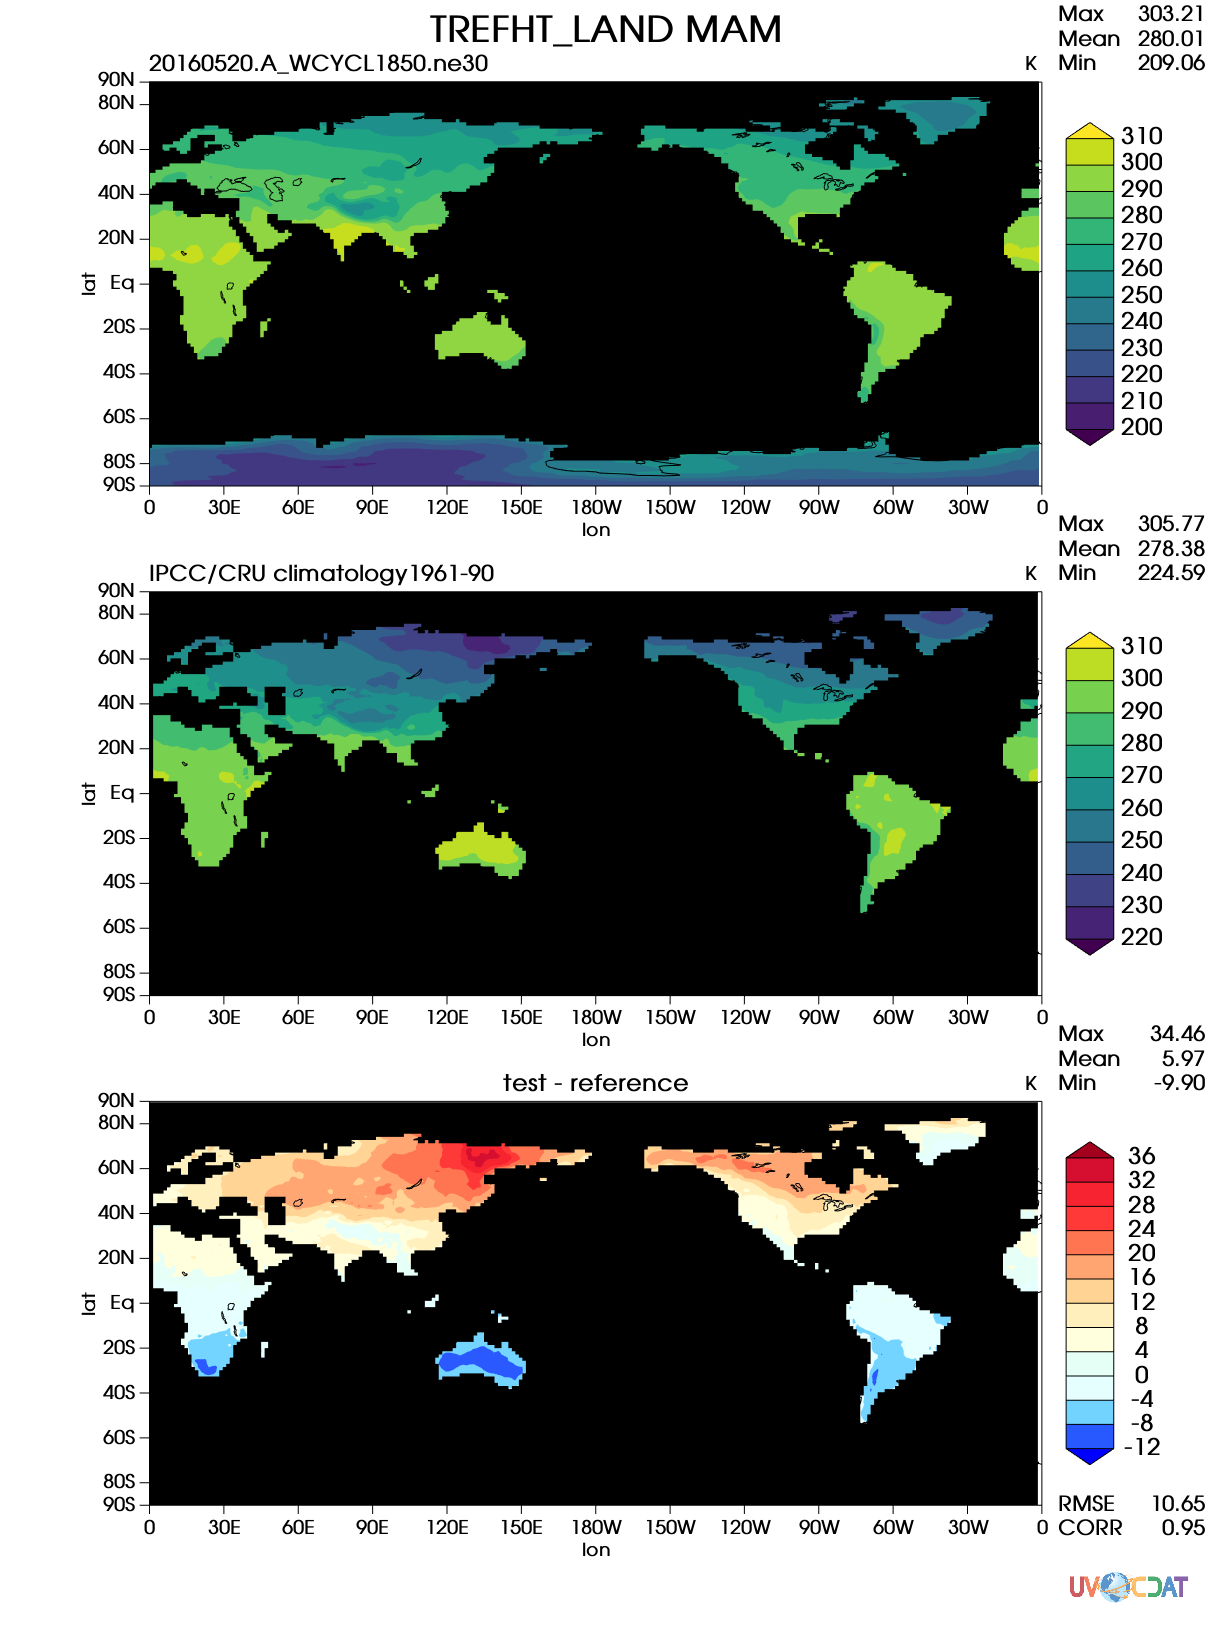 TREFHT_LAND MAM
Max 303.21
Mean 280.01
Min 209.06
20160520.A_WCYCL1850.ne30 K
90N
80N
60N
40N
20N
Eq
20S
40S
60S
80S
90S
lat
0 30E 60E 90E 120E 150E 180W 150W 120W 90W 60W 30W 0
lon
310
300
290
280
270
260
250
240
230
220
210
200
Max 305.77
Mean 278.38
Min 224.59
IPCC/CRU climatology1961-90 K
90N
80N
60N
40N
20N
Eq
20S
40S
60S
80S
90S
lat
0 30E 60E 90E 120E 150E 180W 150W 120W 90W 60W 30W 0
lon
310
300
290
280
270
260
250
240
230
220
Max 34.46
Mean 5.97
Min -9.90
test - reference K
90N
80N
60N
40N
20N
Eq
20S
40S
60S
80S
90S
lat
0 30E 60E 90E 120E 150E 180W 150W 120W 90W 60W 30W 0
lon
36
32
28
24
20
16
12
8
4
0
-4
-8
-12
RMSE 10.65
CORR 0.95
UV CDAT